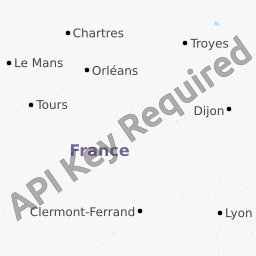 Chartres
Troyes
Le Mans
Orléans
Tours
Dijon
API Key Required
France
Clermont-Ferrand
Lyon